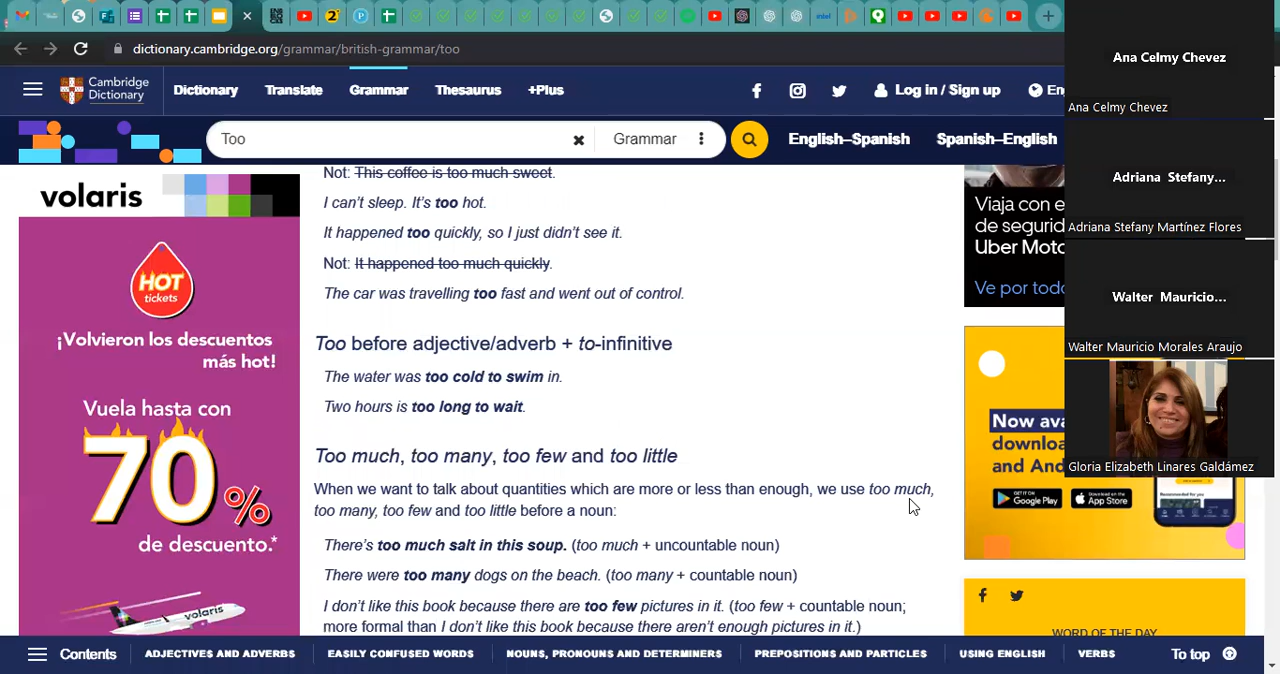 dictionary.cambridge.org/grammar/british-grammar/too
Cambridge
Dictionary
Dictionary Translate Grammar Thesaurus +Plus
Log in / Sign up
Too
Grammar
English–Spanish Spanish–English
Not: This coffee is too much sweet.
I can't sleep. It's too hot.
It happened too quickly, so I just didn't see it.
Not: It happened too much quickly.
The car was travelling too fast and went out of control.
Too before adjective/adverb + to-infinitive
The water was too cold to swim in.
Two hours is too long to wait.
Too much, too many, too few and too little
When we want to talk about quantities which are more or less than enough, we use too much,
too many, too few and too little before a noun:
There's too much salt in this soup. (too much + uncountable noun)
There were too many dogs on the beach. (too many + countable noun)
I don't like this book because there are too few pictures in it. (too few + countable noun;
more formal than I don't like this book because there aren't enough pictures in it.)
volaris
HOT
tickets
¡Volvieron los descuentos
más hot!
Vuela hasta con
70%
de descuento.*
volaris
Viaja con e
de segurid
Uber Moto
Ve por todo
Now ava
downloa
and And
GET IT ON
Google Play
App Store
WORD OF THE DAY
Ana Celmy Chevez
Ana Celmy Chevez
Adriana Stefany...
Adriana Stefany Martínez Flores
Walter Mauricio...
Walter Mauricio Morales Araujo
Gloria Elizabeth Linares Galdámez
Contents ADJECTIVES AND ADVERBS EASILY CONFUSED WORDS NOUNS, PRONOUNS AND DETERMINERS PREPOSITIONS AND PARTICLES USING ENGLISH VERBS To top